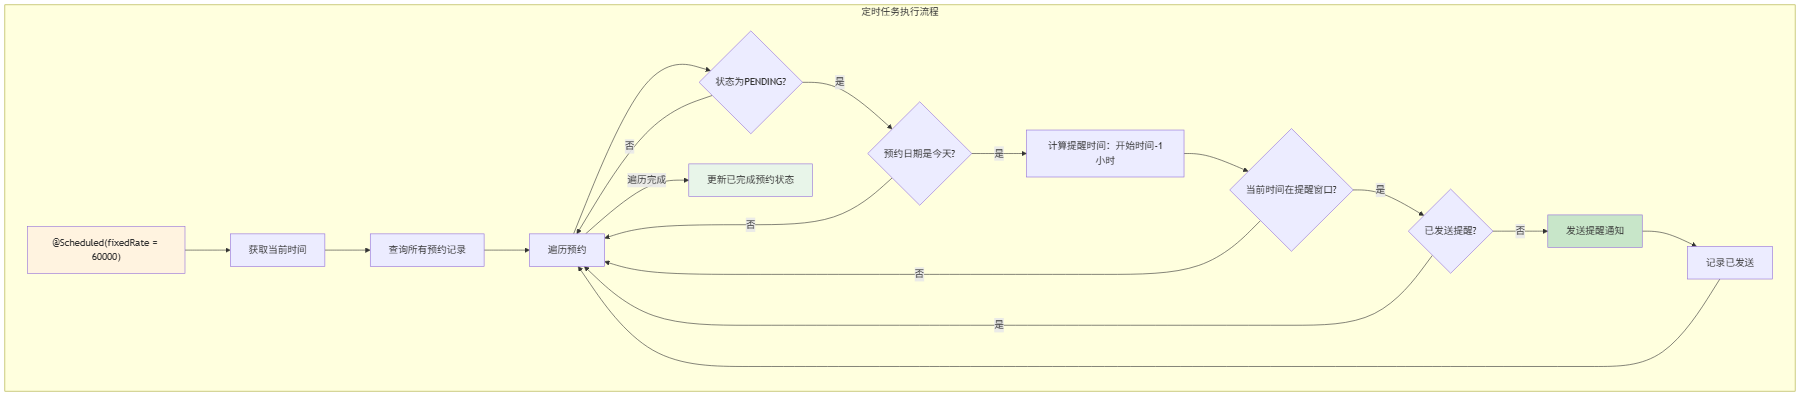 定时任务执行流程
@Scheduled(fixedRate =
60000)
获取当前时间
查询所有预约记录
遍历预约
状态为PENDING?
是
否
遍历完成
更新已完成预约状态
预约日期是今天?
是
否
计算提醒时间：开始时间-1
小时
当前时间在提醒窗口?
是
否
已发送提醒?
否
是
发送提醒通知
记录已发送